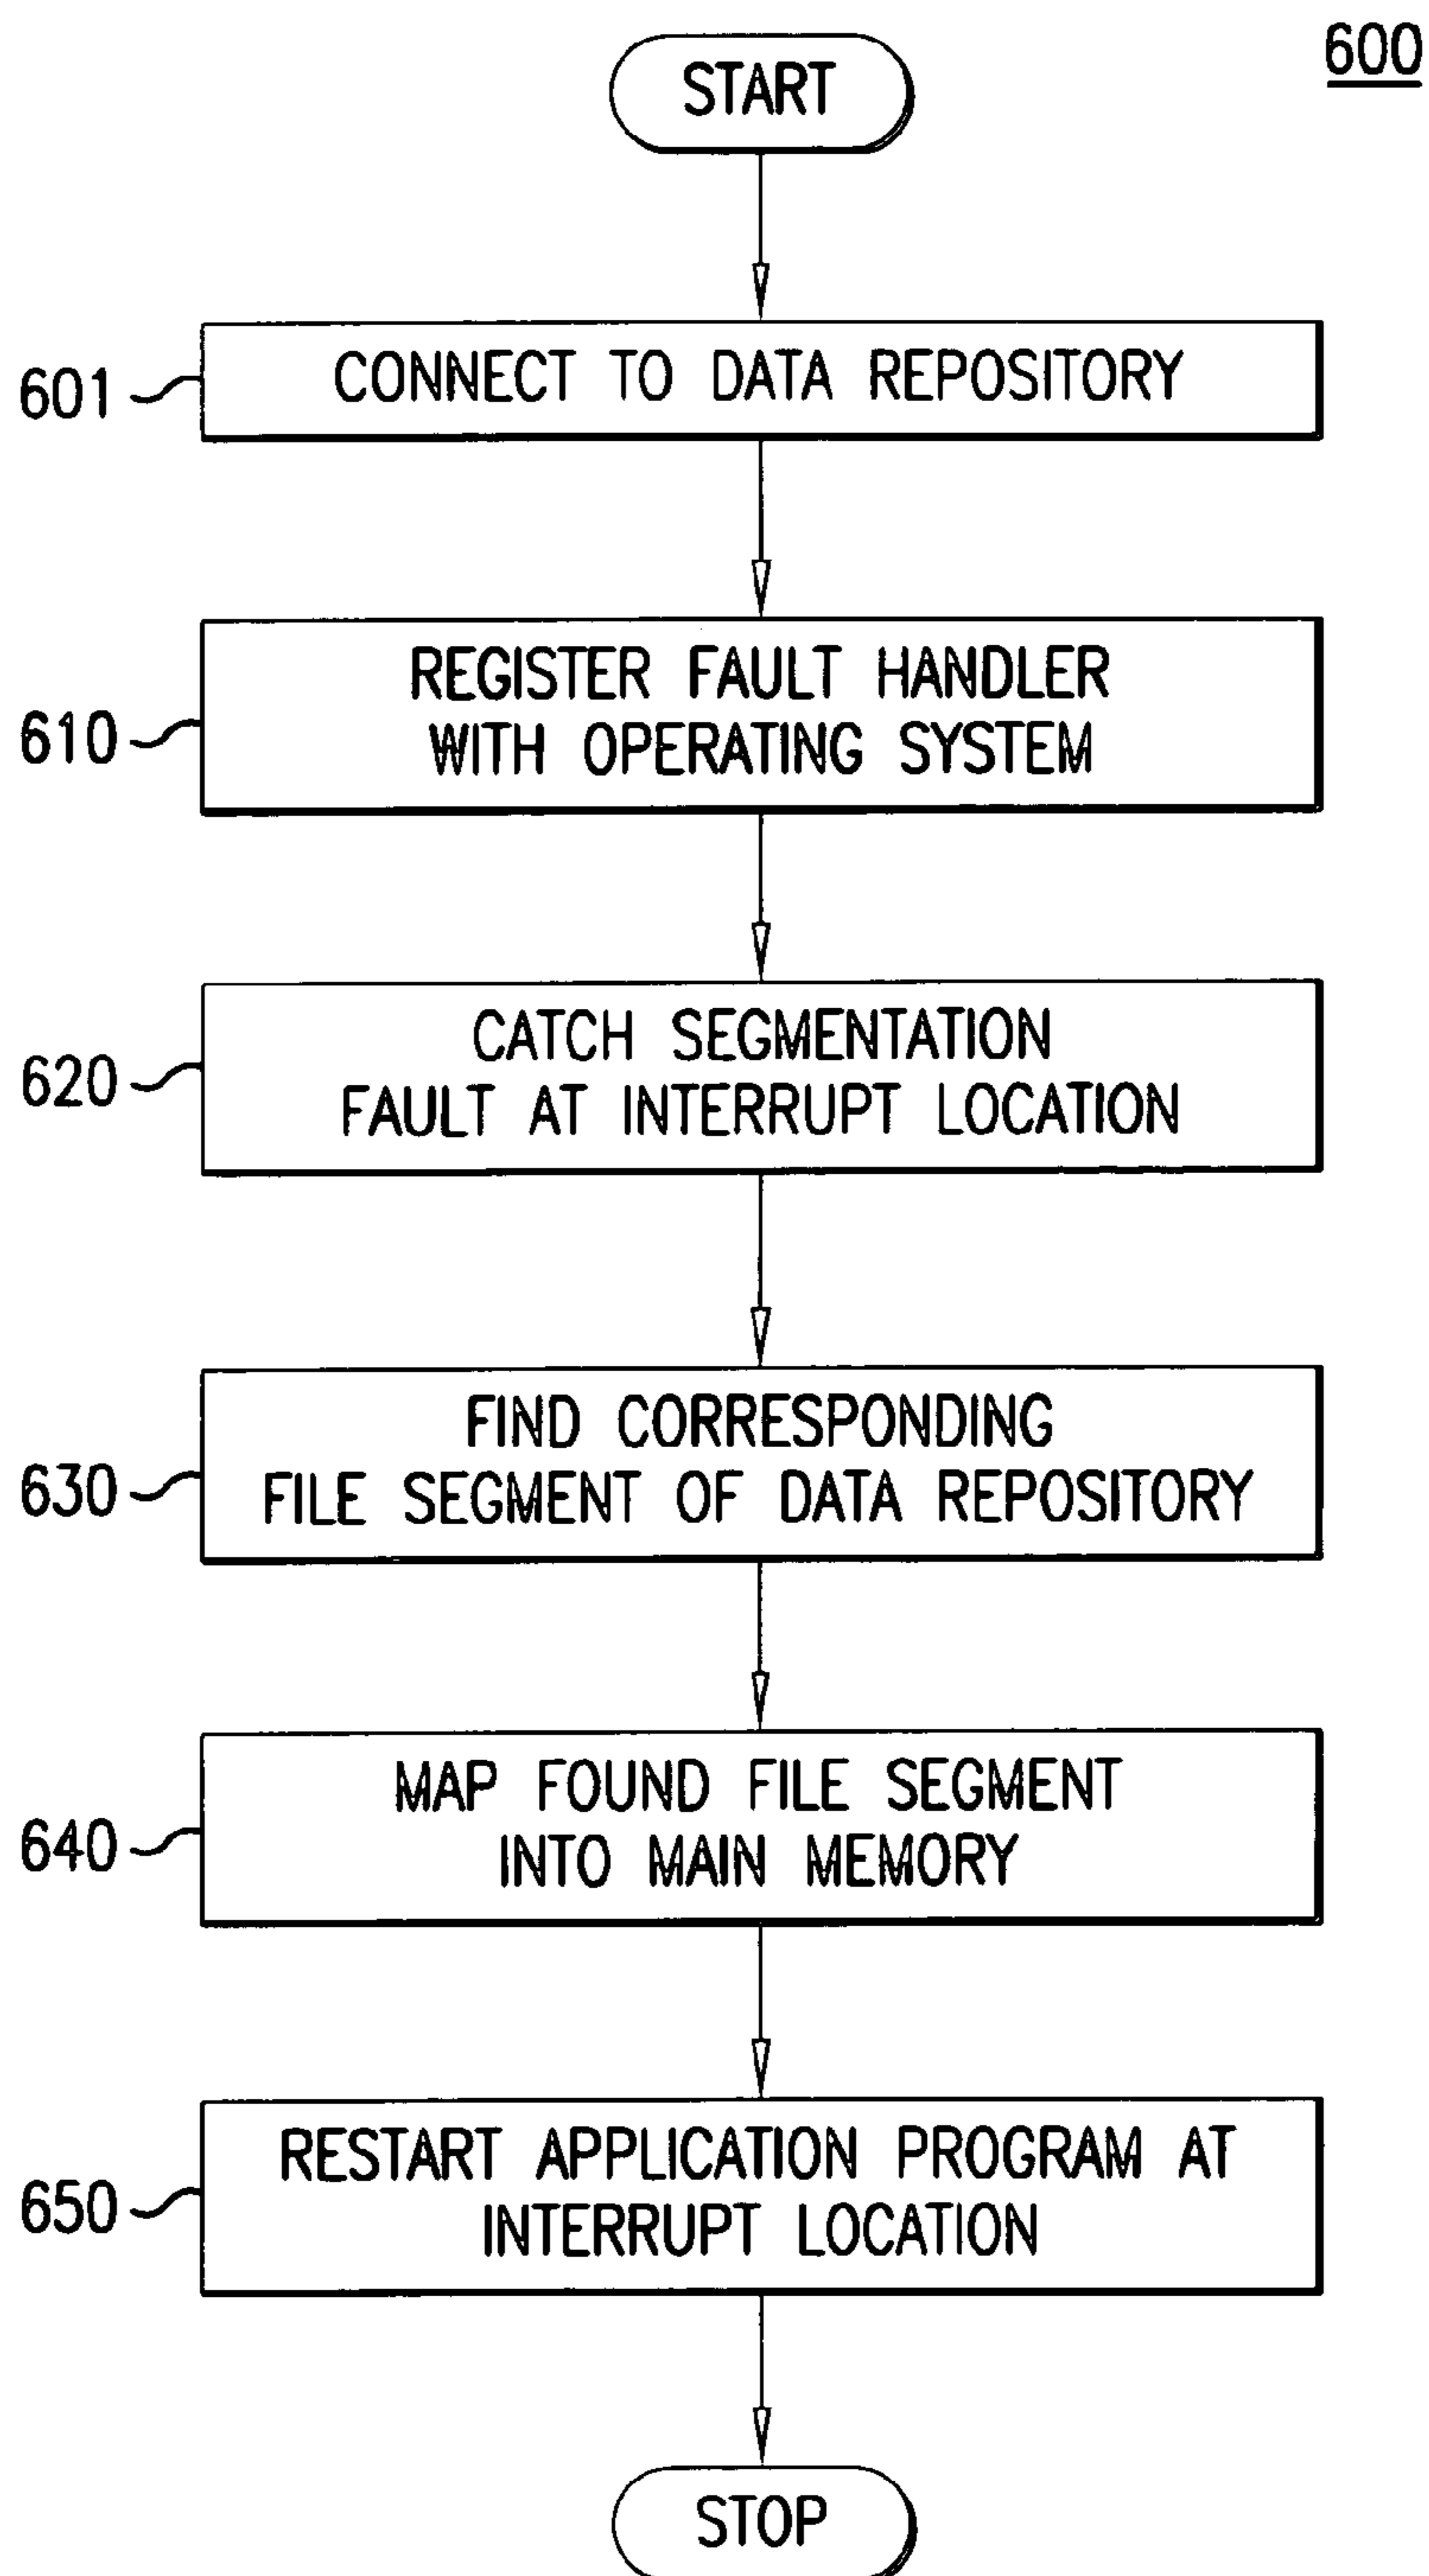 600
START
601
CONNECT TO DATA REPOSITORY
610
REGISTER FAULT HANDLER
WITH OPERATING SYSTEM
620
CATCH SEGMENTATION
FAULT AT INTERRUPT LOCATION
630
FIND CORRESPONDING
FILE SEGMENT OF DATA REPOSITORY
640
MAP FOUND FILE SEGMENT
INTO MAIN MEMORY
650
RESTART APPLICATION PROGRAM AT
INTERRUPT LOCATION
STOP